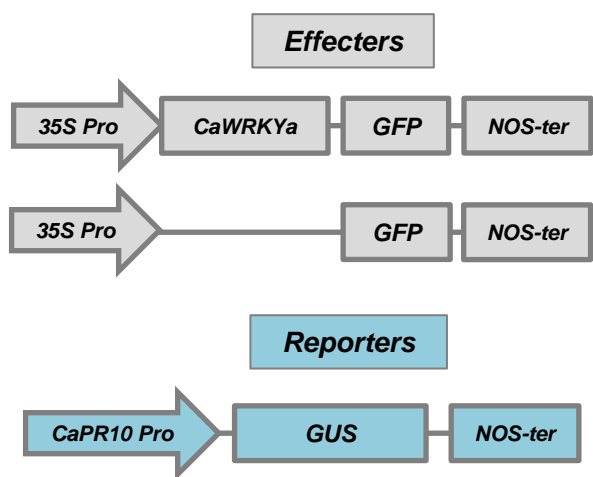 Effecters
35S Pro CaWRKYa GFP NOS-ter
35S Pro GFP NOS-ter
Reporters
CaPR10 Pro GUS NOS-ter